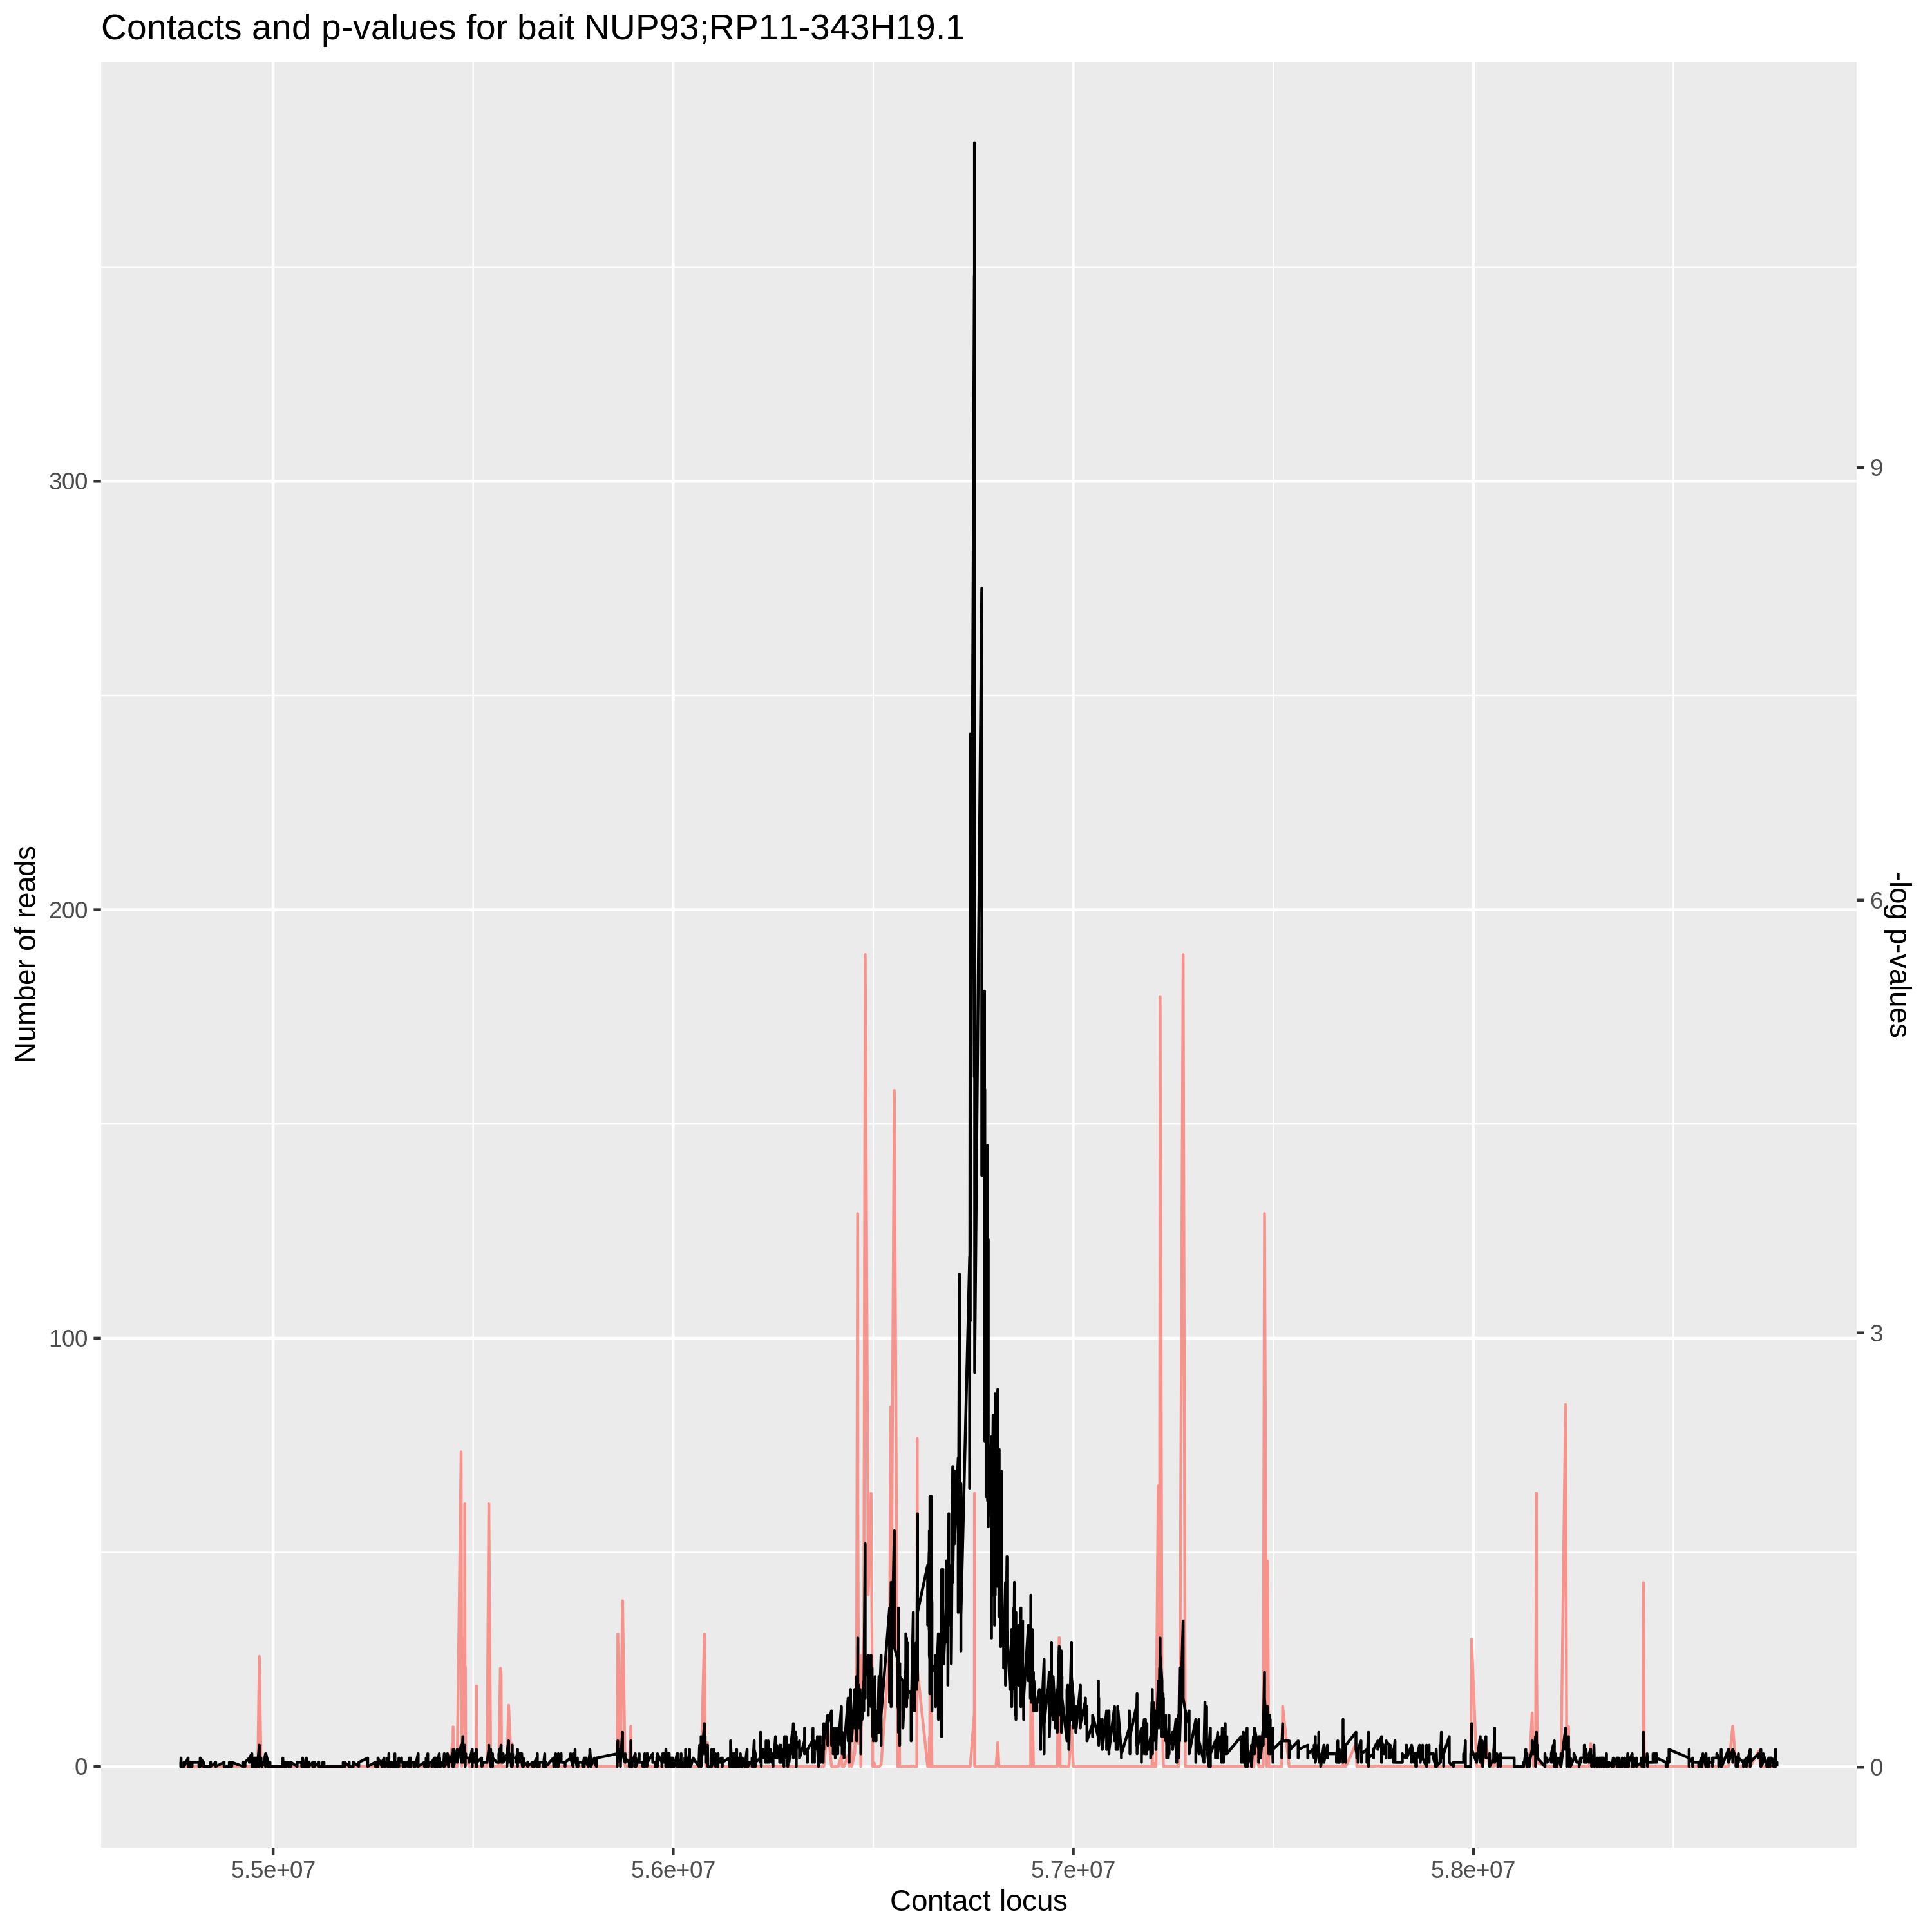 Contacts and p-values for bait NUP93;RP11-343H19.1
Number of reads
300
200
100
0
9
6
3
0
-log p-values
5.5e+07
5.6e+07
5.7e+07
5.8e+07
Contact locus